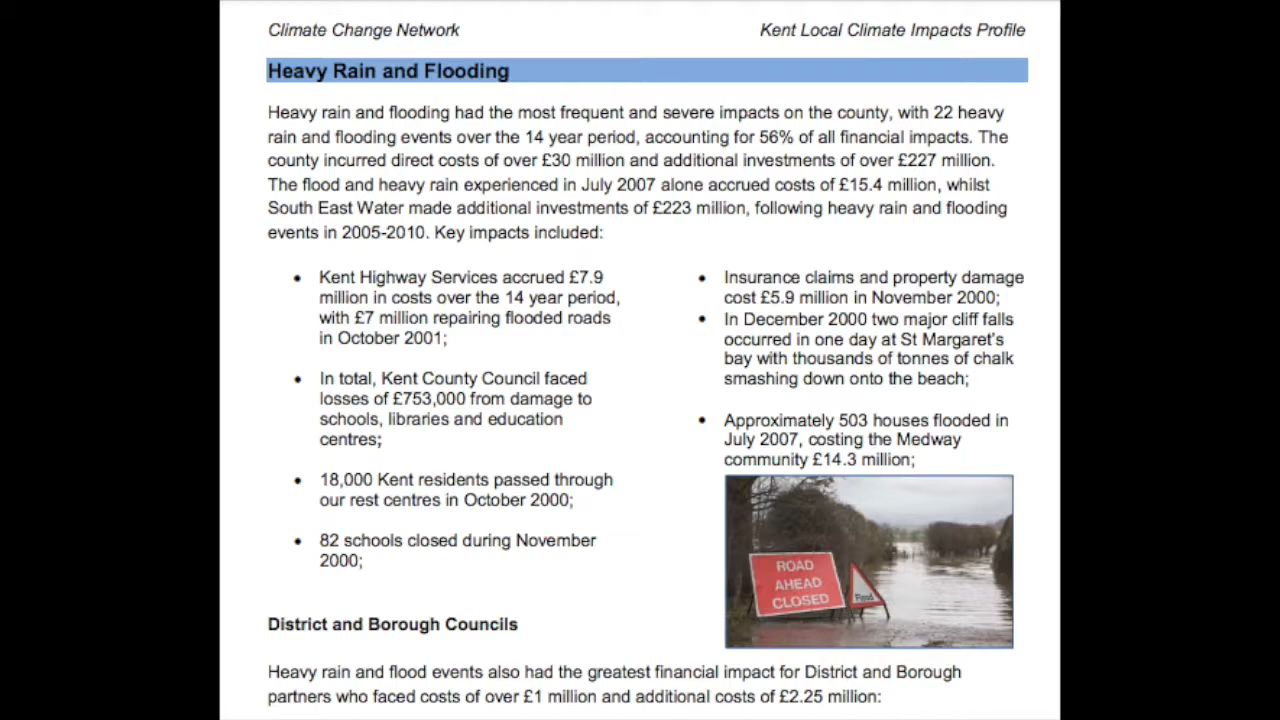 Climate Change Network
Kent Local Climate Impacts Profile
Heavy Rain and Flooding
Heavy rain and flooding had the most frequent and severe impacts on the county, with 22 heavy
rain and flooding events over the 14 year period, accounting for 56% of all financial impacts. The
county incurred direct costs of over £30 million and additional investments of over £227 million.
The flood and heavy rain experienced in July 2007 alone accrued costs of £15.4 million, whilst
South East Water made additional investments of £223 million, following heavy rain and flooding
events in 2005-2010. Key impacts included:
• Kent Highway Services accrued £7.9
million in costs over the 14 year period,
with £7 million repairing flooded roads
in October 2001;
• In total, Kent County Council faced
losses of £753,000 from damage to
schools, libraries and education
centres;
• 18,000 Kent residents passed through
our rest centres in October 2000;
• 82 schools closed during November
2000;
• Insurance claims and property damage
cost £5.9 million in November 2000;
• In December 2000 two major cliff falls
occurred in one day at St Margaret's
bay with thousands of tonnes of chalk
smashing down onto the beach;
• Approximately 503 houses flooded in
July 2007, costing the Medway
community £14.3 million;
ROAD
AHEAD
CLOSED
Flood
District and Borough Councils
Heavy rain and flood events also had the greatest financial impact for District and Borough
partners who faced costs of over £1 million and additional costs of £2.25 million: